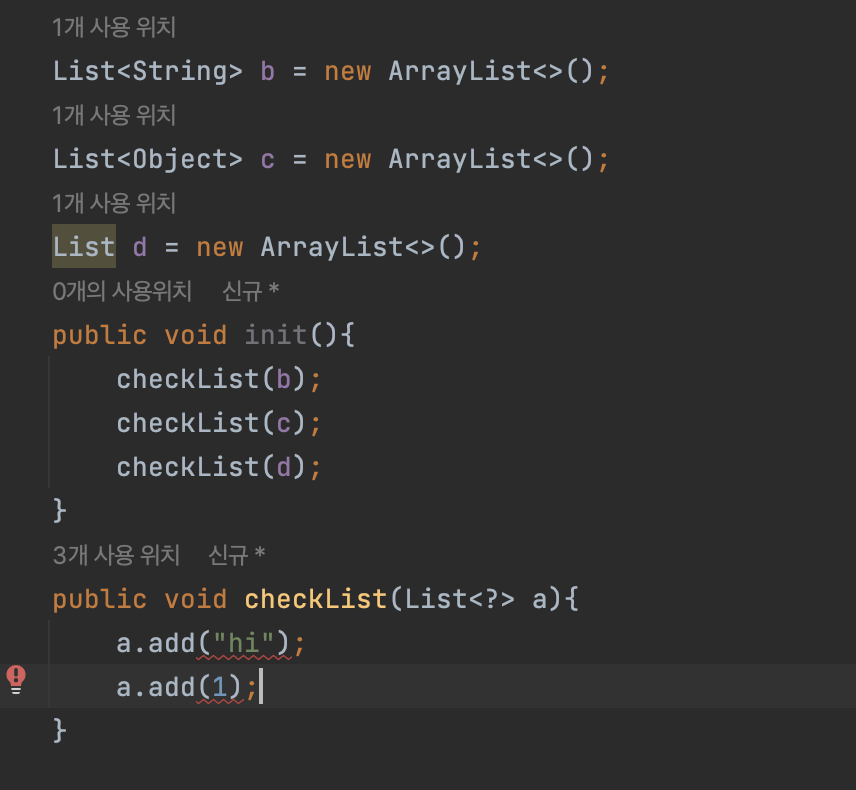 1개 사용 위치
List<String> b = new ArrayList<>();
1개 사용 위치
List<Object> c = new ArrayList<>();
1개 사용 위치
List d = new ArrayList<>();
0개의 사용위치 신규 *
public void init(){
checkList(b);
checkList(c);
checkList(d);
}
3개 사용 위치 신규 *
public void checkList(List<?> a){
a.add("hi");
a.add(1);
}